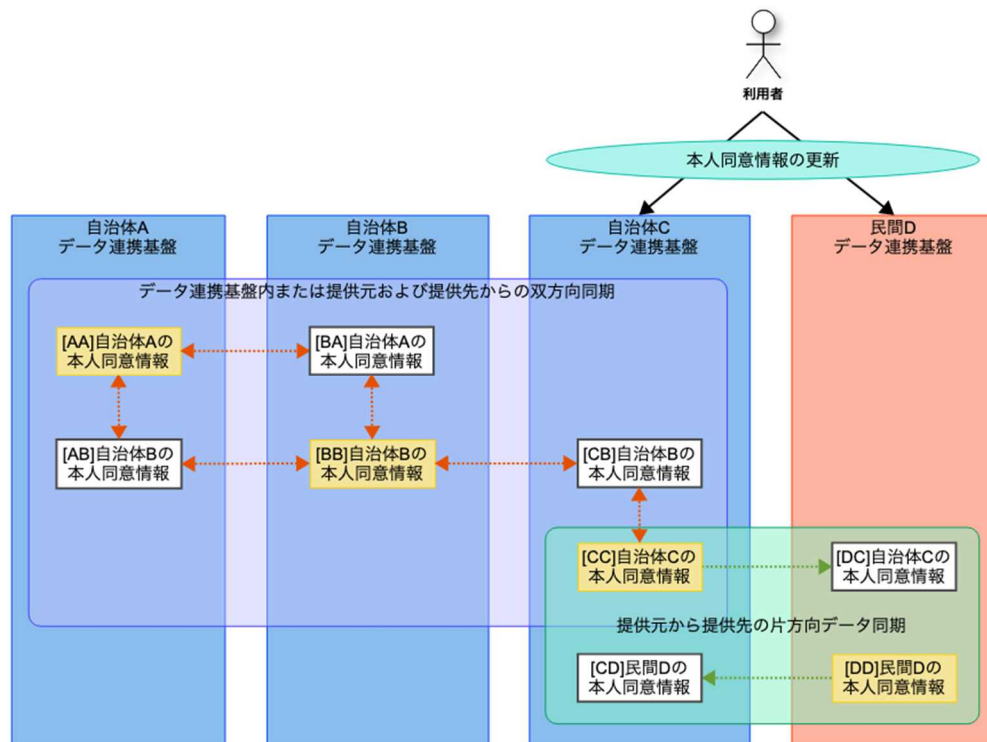 利用者
本人同意情報の更新
自治体A
データ連携基盤
自治体B
データ連携基盤
自治体C
データ連携基盤
民間D
データ連携基盤
データ連携基盤内または提供元および提供先からの双方向同期
[AA]自治体Aの
本人同意情報
[BA]自治体Aの
本人同意情報
[AB]自治体Bの
本人同意情報
[BB]自治体Bの
本人同意情報
[CB]自治体Bの
本人同意情報
[CC]自治体Cの
本人同意情報
[DC]自治体Cの
本人同意情報
提供元から提供先の片方向データ同期
[CD]民間Dの
本人同意情報
[DD]民間Dの
本人同意情報